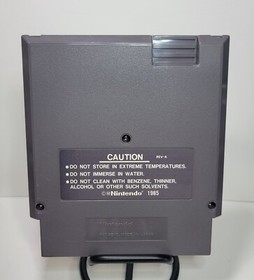 CAUTION REV-A
• DO NOT STORE IN EXTREME TEMPERATURES.
• DO NOT IMMERSE IN WATER.
• DO NOT CLEAN WITH BENZENE, THINNER,
ALCOHOL OR OTHER SUCH SOLVENTS.
©Nintendo 1985